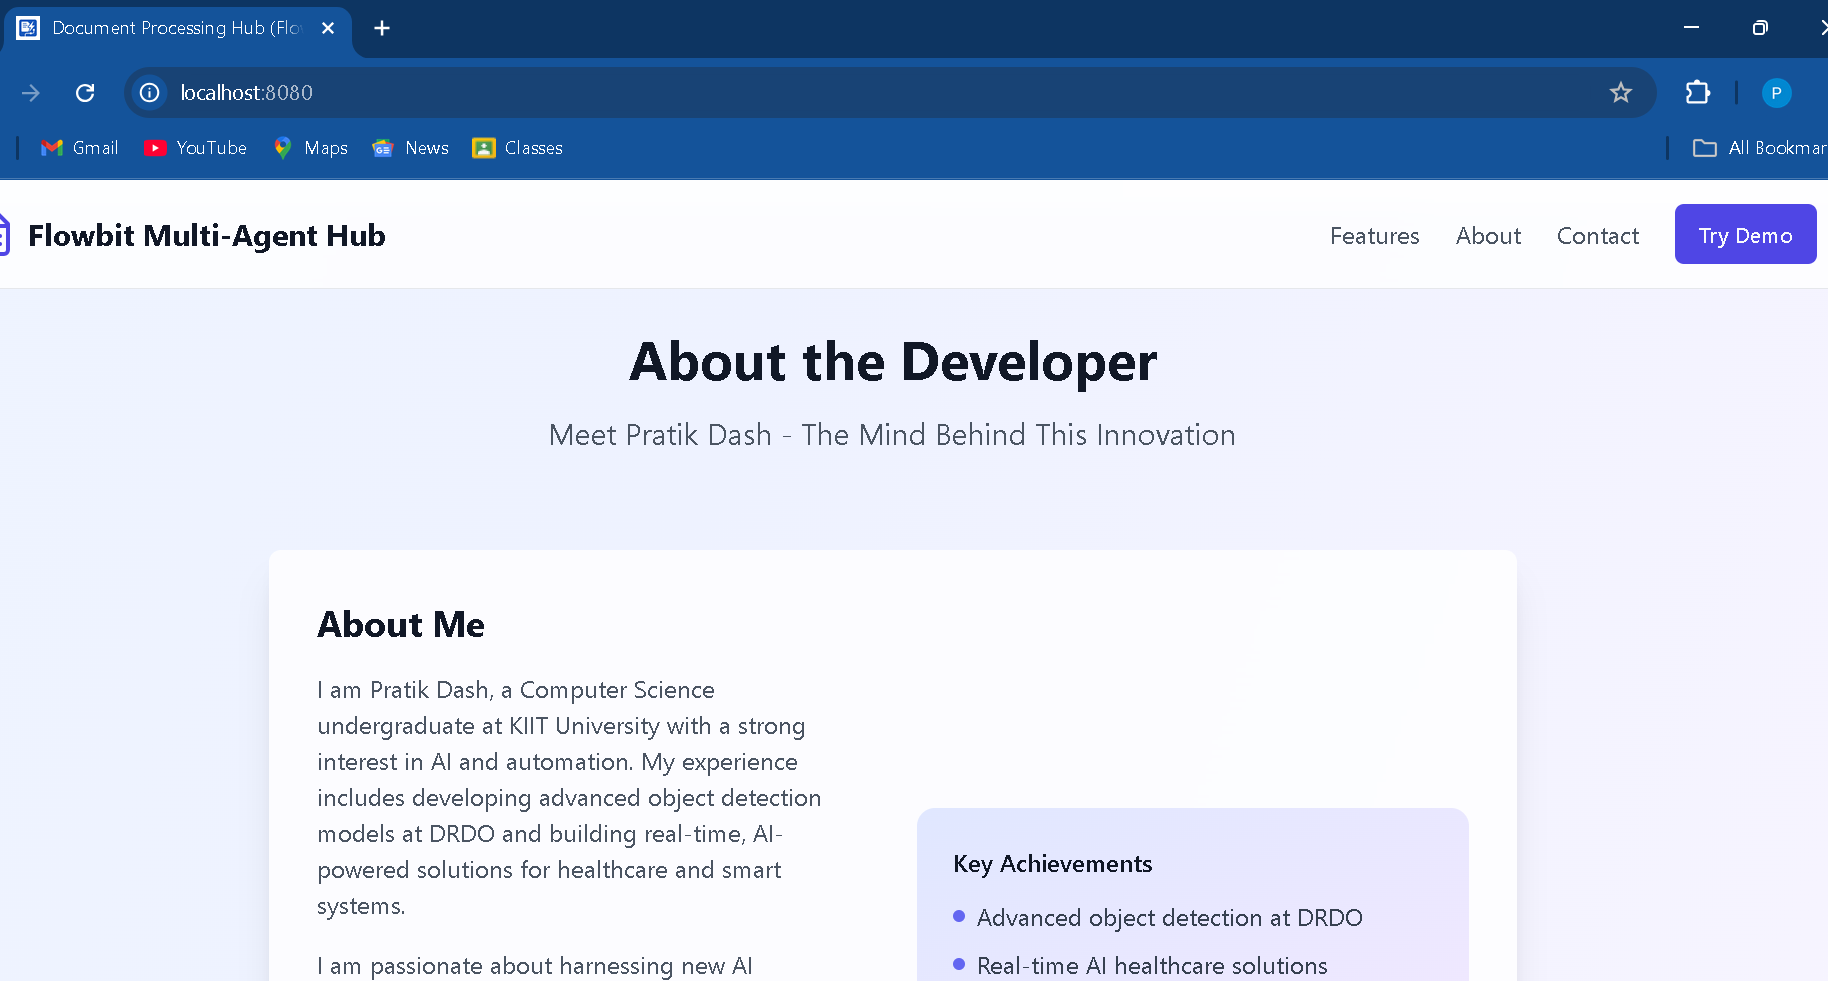 Document Processing Hub (Flo
localhost:8080
P
Gmail
YouTube
Maps
News
Classes
All Bookmar
Flowbit Multi-Agent Hub
Features
About
Contact
Try Demo
About the Developer
Meet Pratik Dash - The Mind Behind This Innovation
About Me
I am Pratik Dash, a Computer Science
undergraduate at KIIT University with a strong
interest in AI and automation. My experience
includes developing advanced object detection
models at DRDO and building real-time, AI-
powered solutions for healthcare and smart
systems.
I am passionate about harnessing new AI
Key Achievements
Advanced object detection at DRDO
Real-time AI healthcare solutions